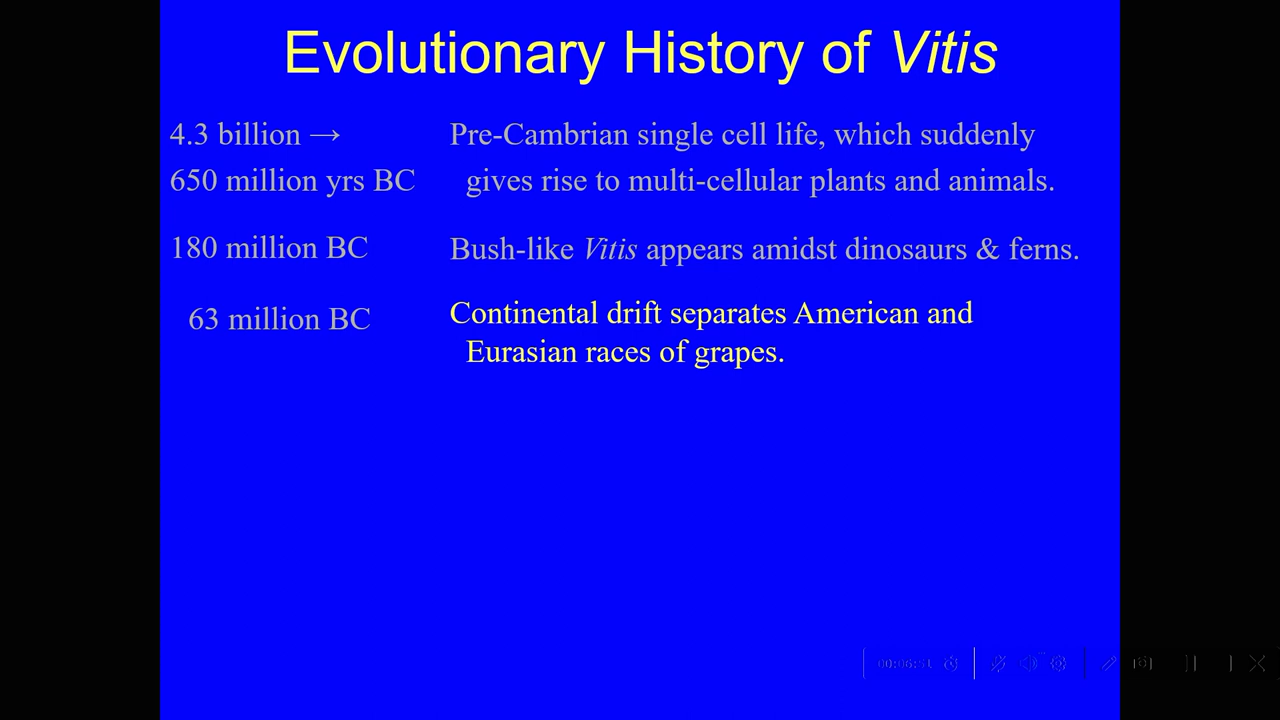 Evolutionary History of Vitis
4.3 billion → Pre-Cambrian single cell life, which suddenly
650 million yrs BC gives rise to multi-cellular plants and animals.
180 million BC Bush-like Vitis appears amidst dinosaurs & ferns.
63 million BC Continental drift separates American and
Eurasian races of grapes.